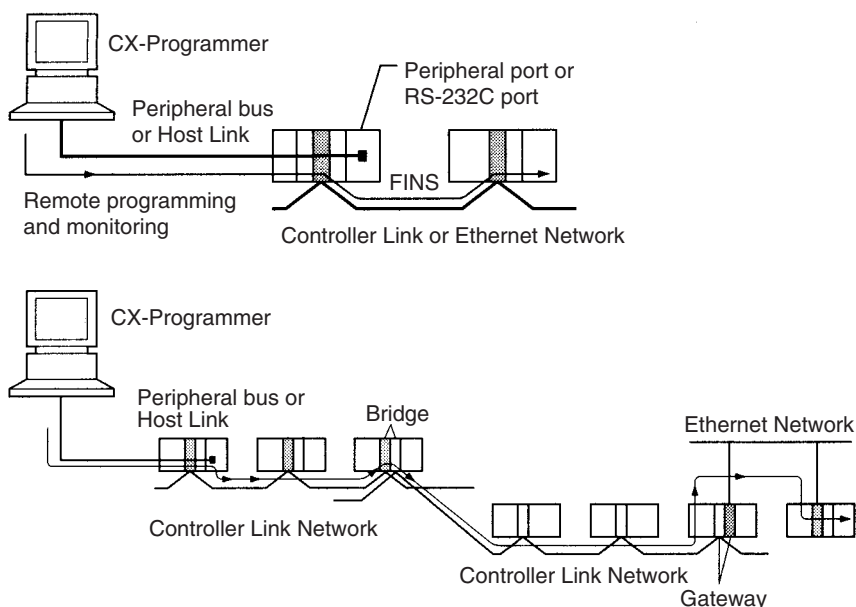 CX-Programmer
Peripheral port or
RS-232C port
Peripheral bus
or Host Link
FINS
Remote programming
and monitoring
Controller Link or Ethernet Network
CX-Programmer
Peripheral bus or
Host Link
Bridge
Ethernet Network
Controller Link Network
Controller Link Network
Gateway